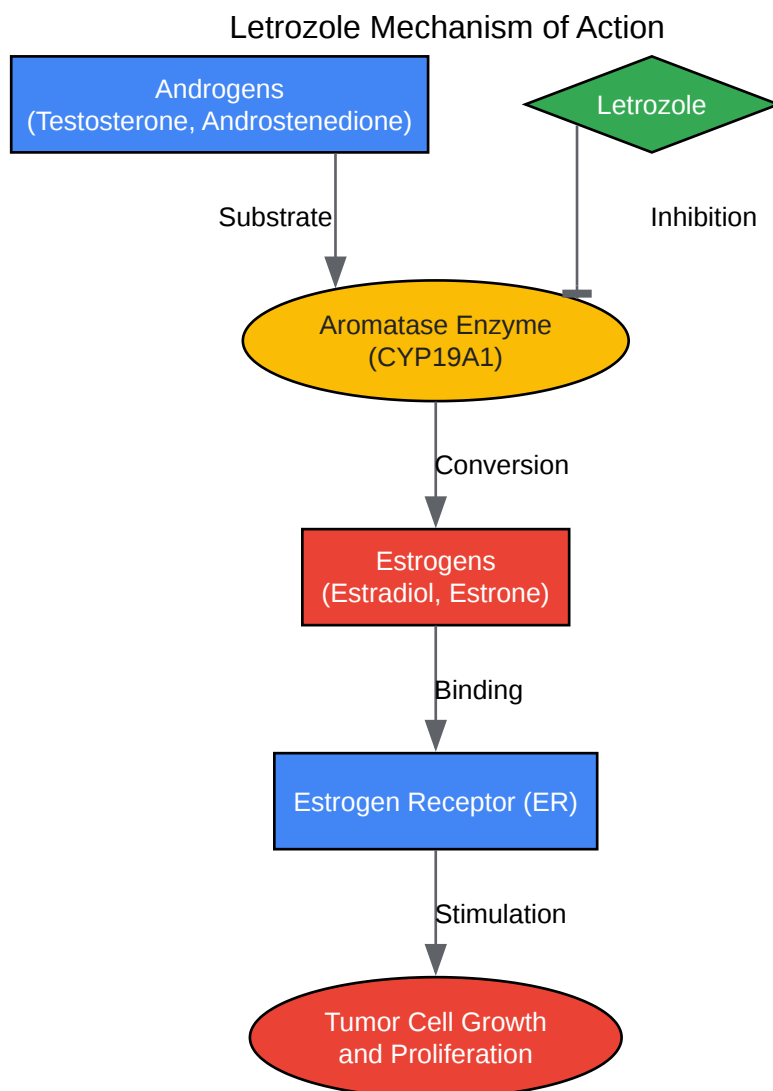 Letrozole Mechanism of Action
Androgens
(Testosterone, Androstenedione)
Letrozole
Substrate
Inhibition
Aromatase Enzyme
(CYP19A1)
Conversion
Estrogens
(Estradiol, Estrone)
Binding
Estrogen Receptor (ER)
Stimulation
Tumor Cell Growth
and Proliferation